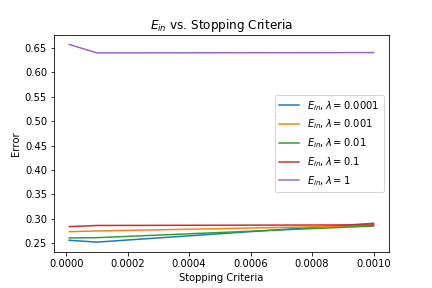 E_in vs. Stopping Criteria
Error
0.65
0.60
0.55
0.50
0.45
0.40
0.35
0.30
0.25
E_in, λ = 0.0001
E_in, λ = 0.001
E_in, λ = 0.01
E_in, λ = 0.1
E_in, λ = 1
0.0000 0.0002 0.0004 0.0006 0.0008 0.0010
Stopping Criteria